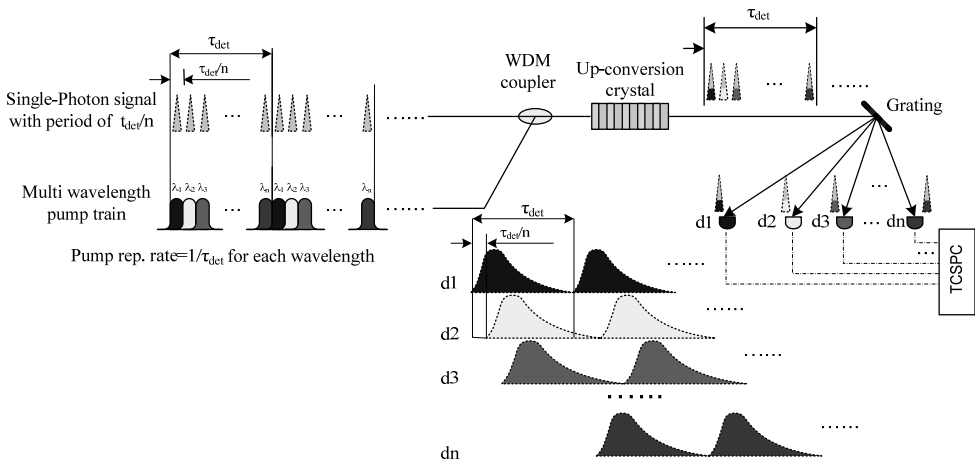 τdet
τdet/n
Single-Photon signal
with period of τdet/n
...
...
......
λ1 λ2 λ3
λn λ1 λ2 λ3
λn
Multi wavelength
pump train
...
...
......
Pump rep. rate=1/τdet for each wavelength
WDM
coupler
Up-conversion
crystal
τdet
...
......
Grating
...
d1
d2
d3
...
dn
......
TCSPC
τdet
τdet/n
d1
......
d2
......
d3
......
......
dn
......